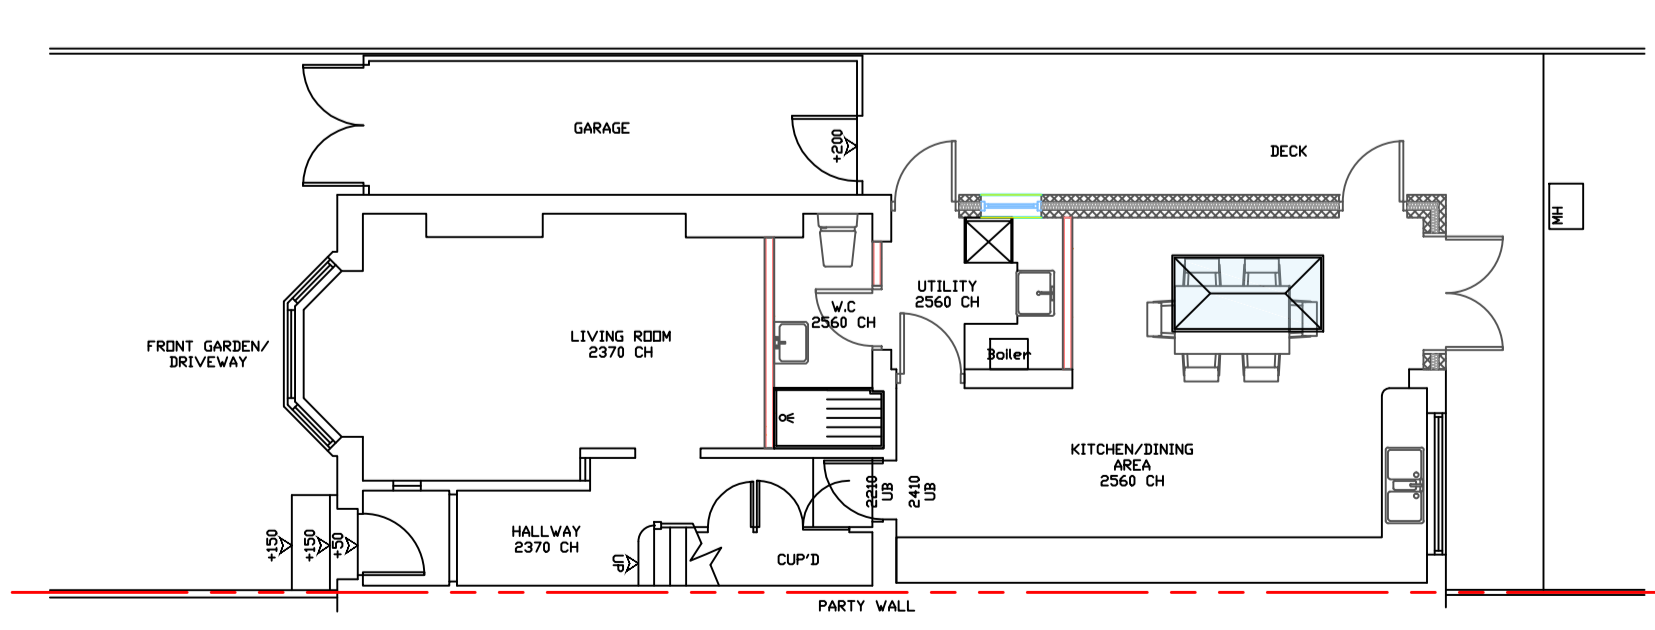 GARAGE
+200
DECK
MH
UTILITY
2560 CH
W.C
2560 CH
LIVING ROOM
2370 CH
FRONT GARDEN/
DRIVEWAY
Boiler
KITCHEN/DINING
AREA
2560 CH
2210
UB
2410
UB
HALLWAY
2370 CH
+150
+150
+50
UP
CUP'D
PARTY WALL